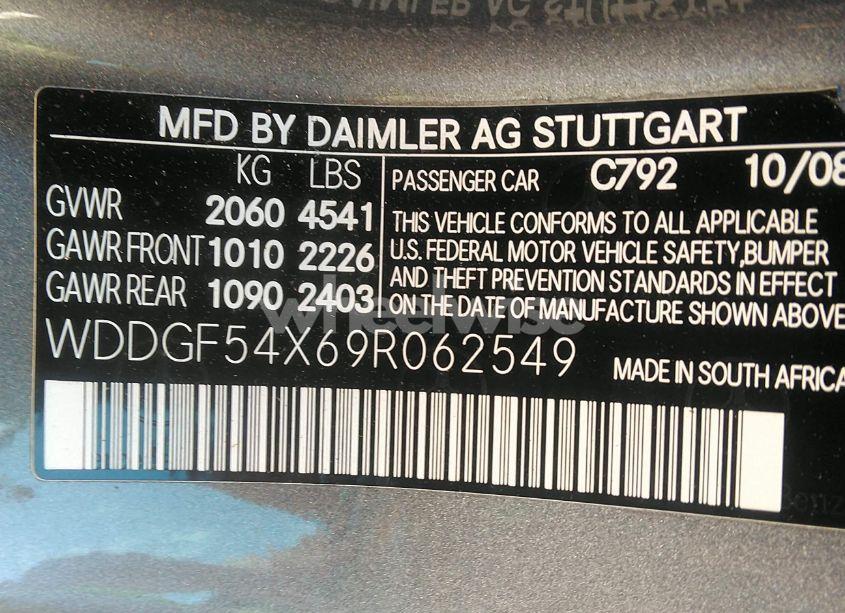 MFD BY DAIMLER AG STUTTGART
KG LBS
GVWR 2060 4541
GAWR FRONT 1010 2226
GAWR REAR 1090 2403
PASSENGER CAR C792 10/08
THIS VEHICLE CONFORMS TO ALL APPLICABLE
U.S. FEDERAL MOTOR VEHICLE SAFETY,BUMPER
AND THEFT PREVENTION STANDARDS IN EFFECT
ON THE DATE OF MANUFACTURE SHOWN ABOVE
wheelwise
WDDGF54X69R062549
MADE IN SOUTH AFRICA